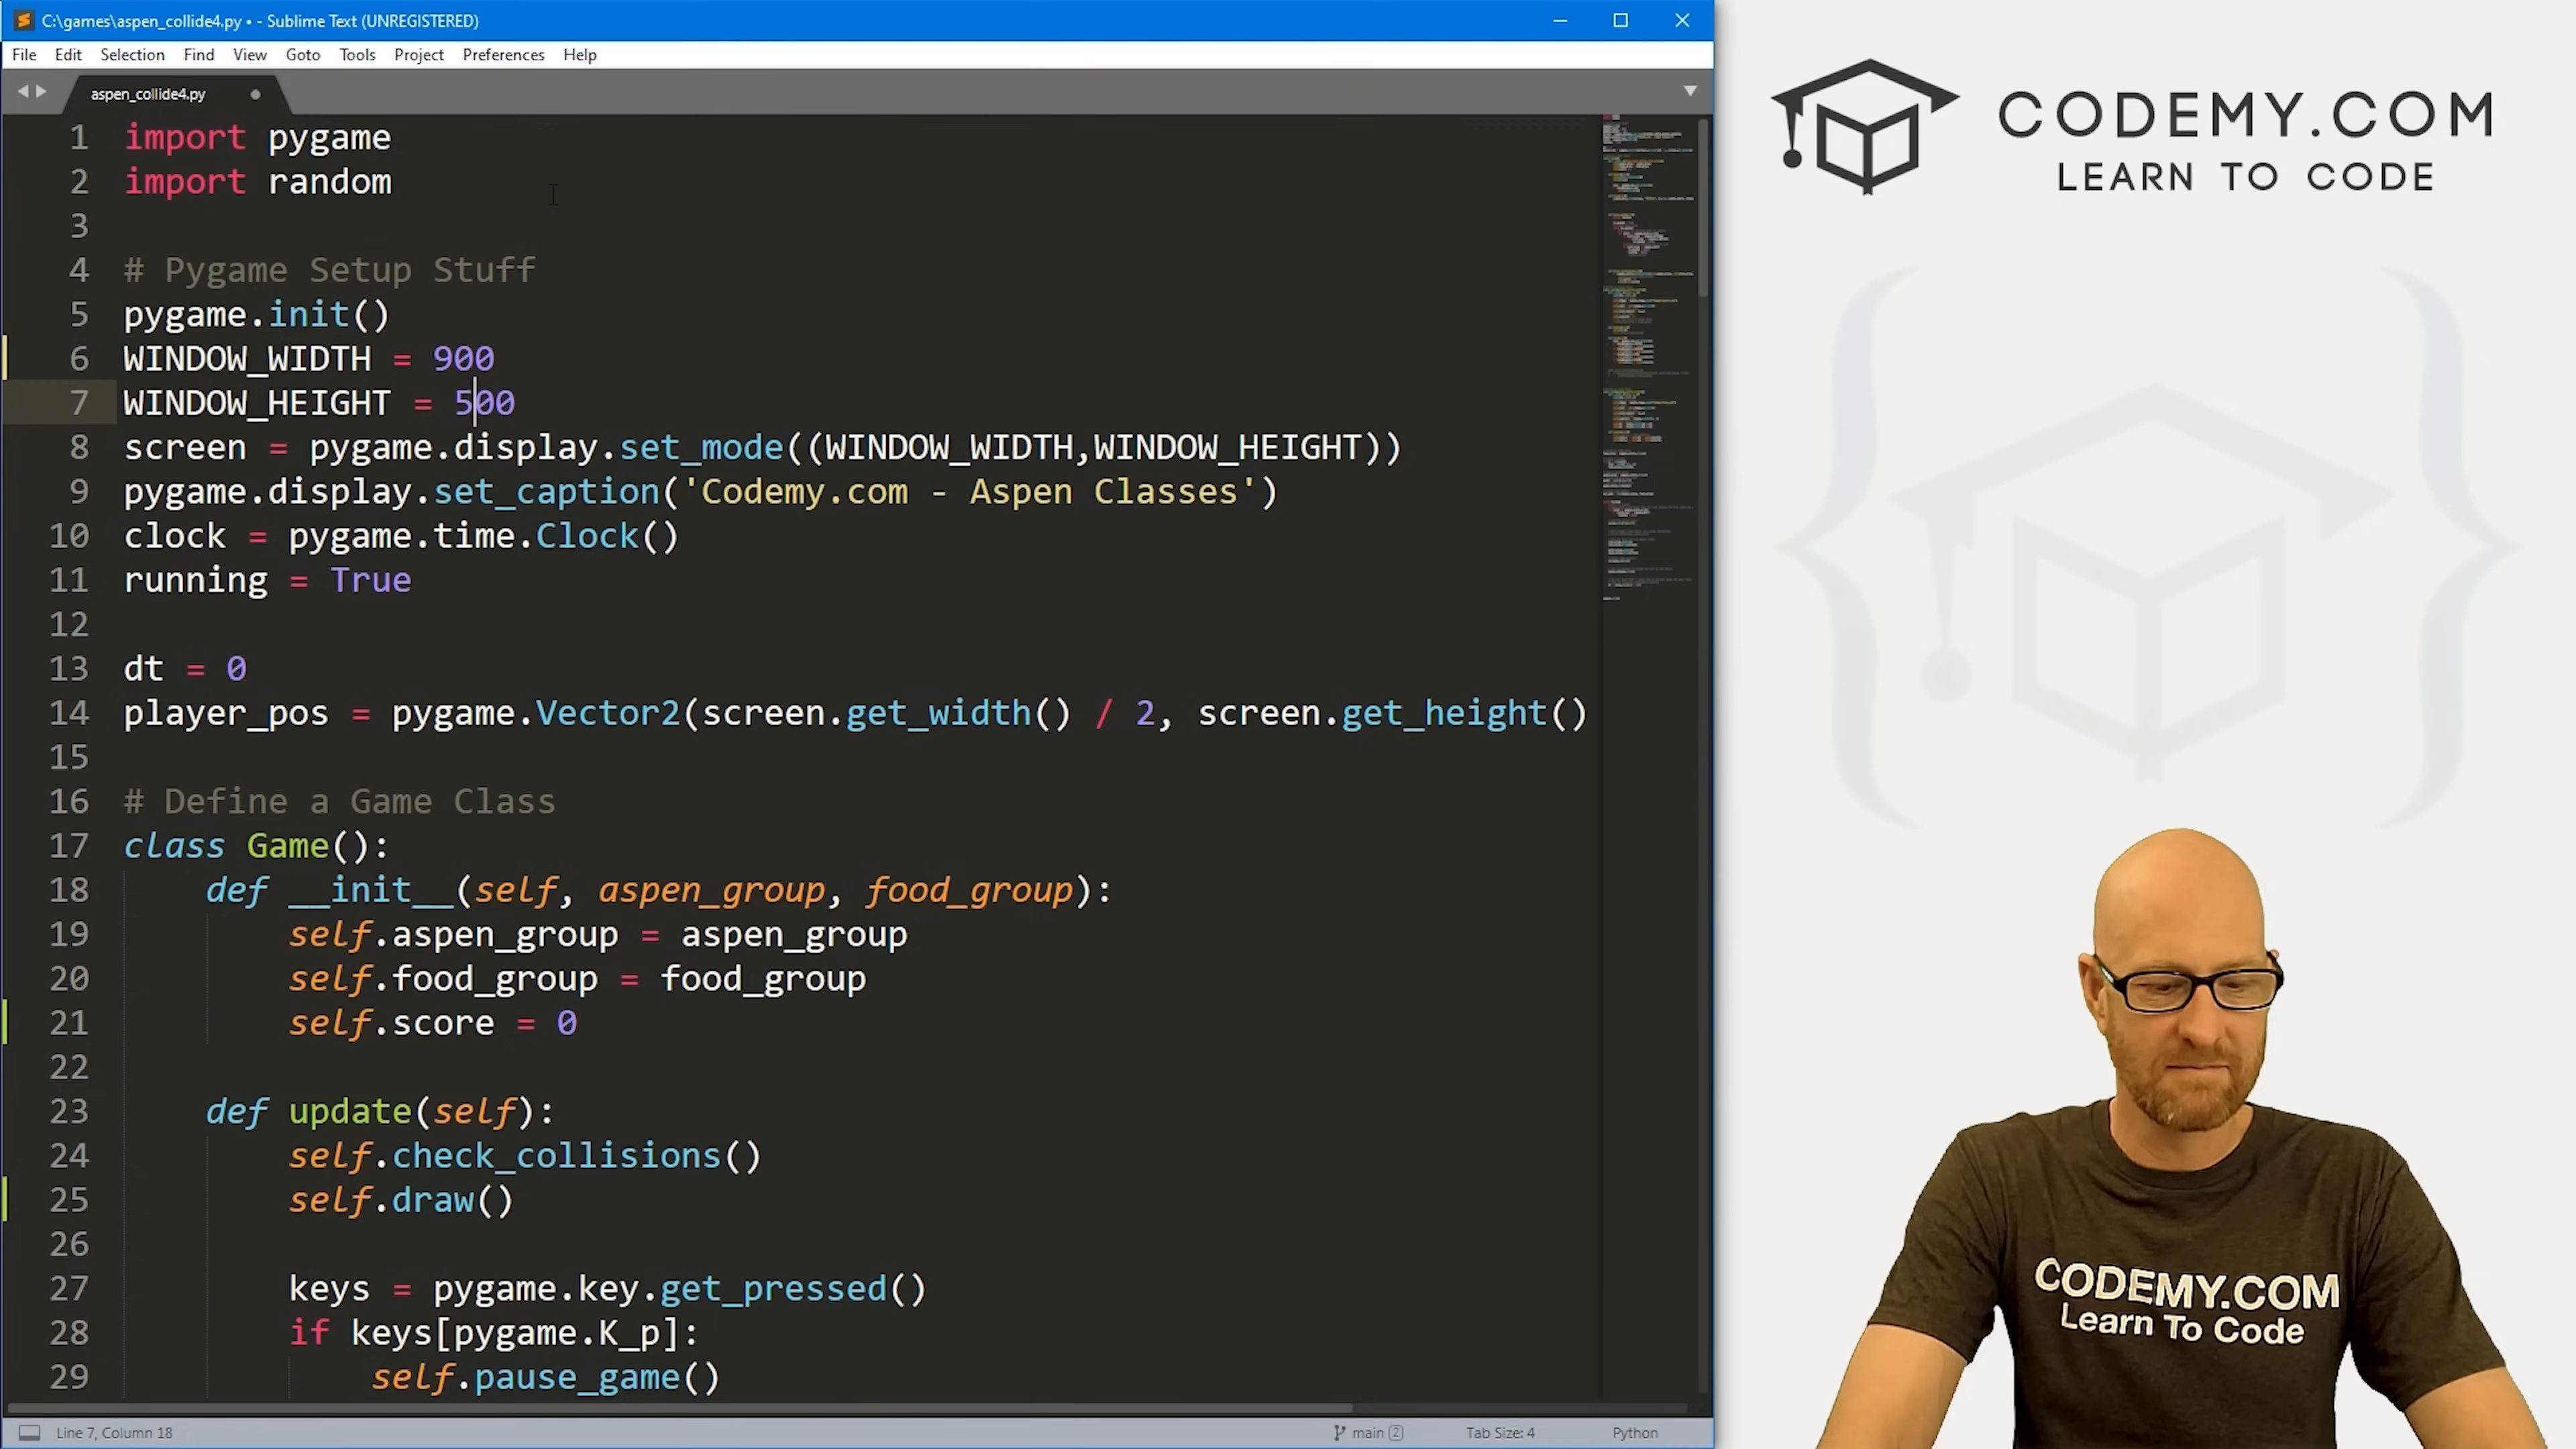 C:\games\aspen_collide4.py • - Sublime Text (UNREGISTERED)
File Edit Selection Find View Goto Tools Project Preferences Help
aspen_collide4.py
1 import pygame
2 import random
3
4 # Pygame Setup Stuff
5 pygame.init()
6 WINDOW_WIDTH = 900
7 WINDOW_HEIGHT = 500
8 screen = pygame.display.set_mode((WINDOW_WIDTH,WINDOW_HEIGHT))
9 pygame.display.set_caption('Codemy.com - Aspen Classes')
10 clock = pygame.time.Clock()
11 running = True
12
13 dt = 0
14 player_pos = pygame.Vector2(screen.get_width() / 2, screen.get_height()
15
16 # Define a Game Class
17 class Game():
18 def __init__(self, aspen_group, food_group):
19 self.aspen_group = aspen_group
20 self.food_group = food_group
21 self.score = 0
22
23 def update(self):
24 self.check_collisions()
25 self.draw()
26
27 keys = pygame.key.get_pressed()
28 if keys[pygame.K_p]:
29 self.pause_game()
Line 7, Column 18
main 2
Tab Size: 4
Python
CODEMY.COM
LEARN TO CODE
CODEMY.COM
Learn To Code